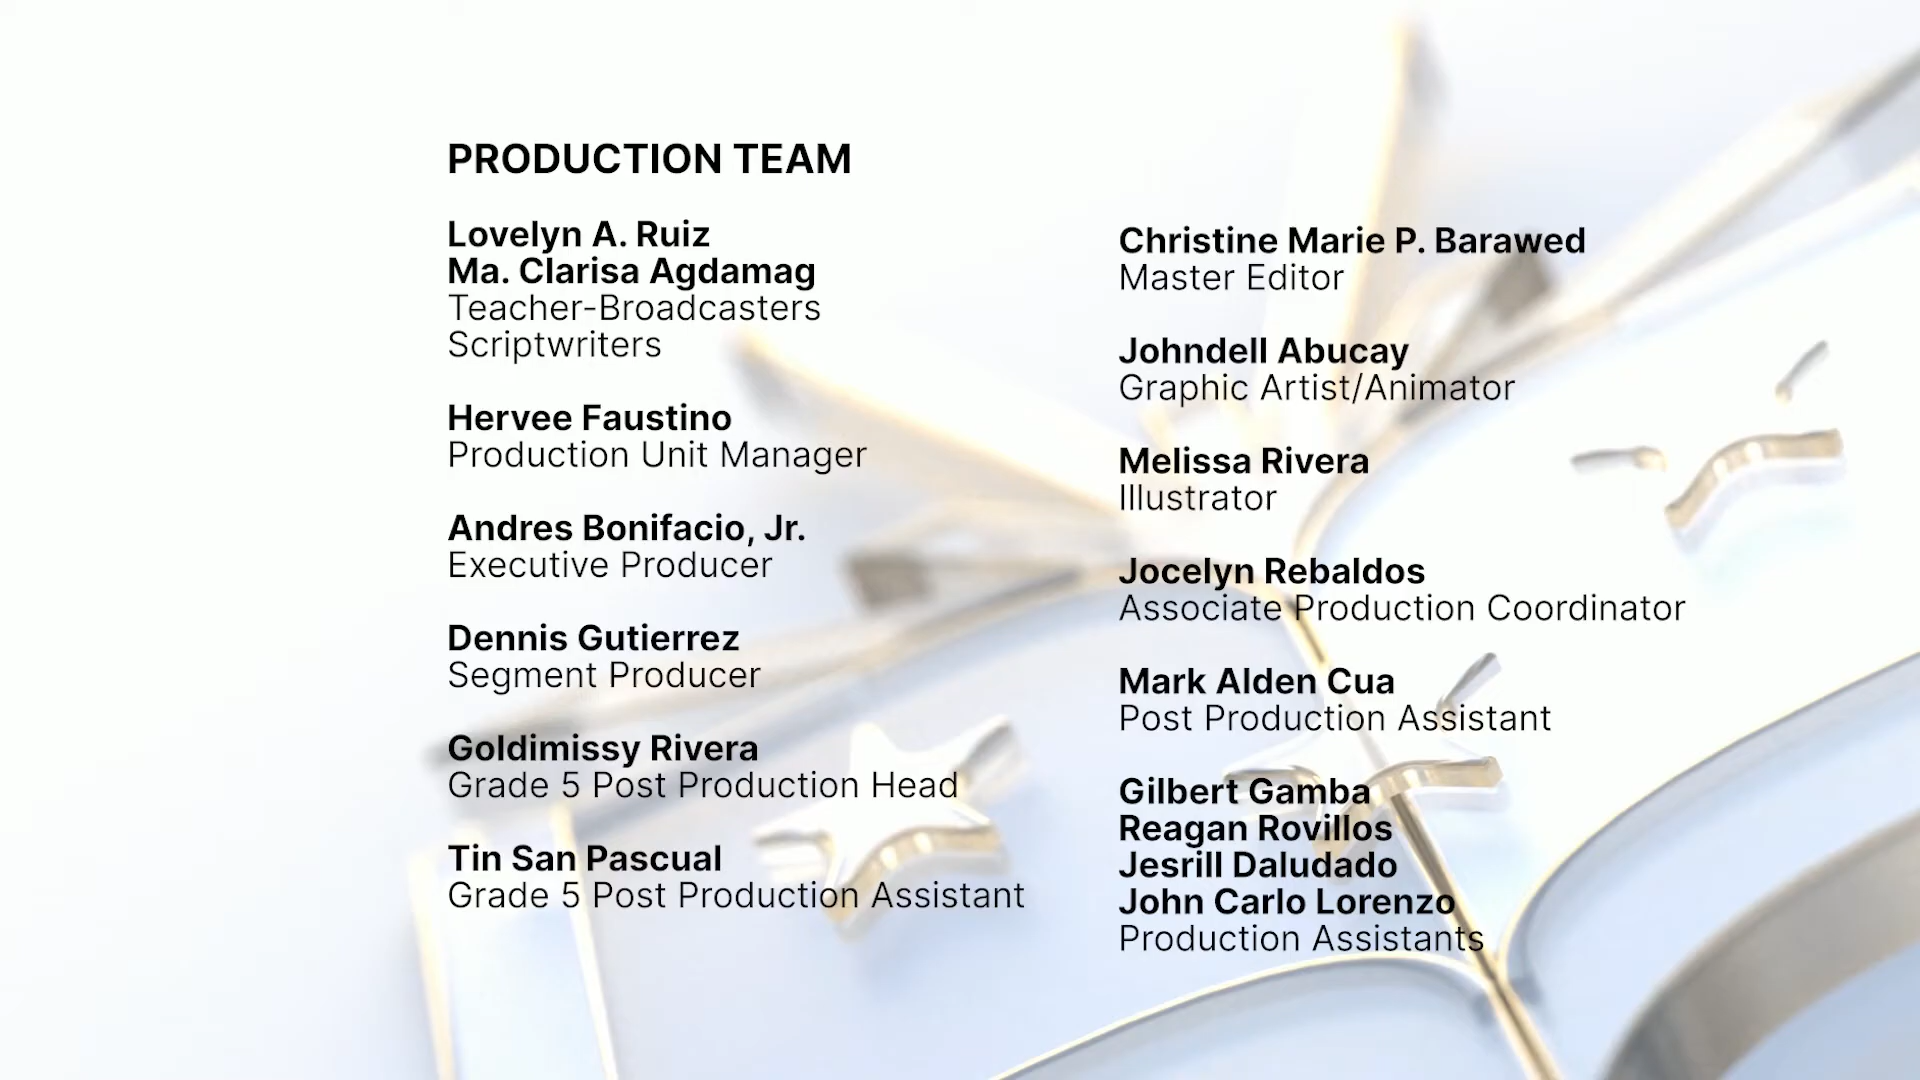 PRODUCTION TEAM
Lovelyn A. Ruiz
Ma. Clarisa Agdamag
Teacher-Broadcasters
Scriptwriters
Hervee Faustino
Production Unit Manager
Andres Bonifacio, Jr.
Executive Producer
Dennis Gutierrez
Segment Producer
Goldimissy Rivera
Grade 5 Post Production Head
Tin San Pascual
Grade 5 Post Production Assistant
Christine Marie P. Barawed
Master Editor
Johndell Abucay
Graphic Artist/Animator
Melissa Rivera
Illustrator
Jocelyn Rebaldos
Associate Production Coordinator
Mark Alden Cua
Post Production Assistant
Gilbert Gamba
Reagan Rovillos
Jesrill Daludado
John Carlo Lorenzo
Production Assistants